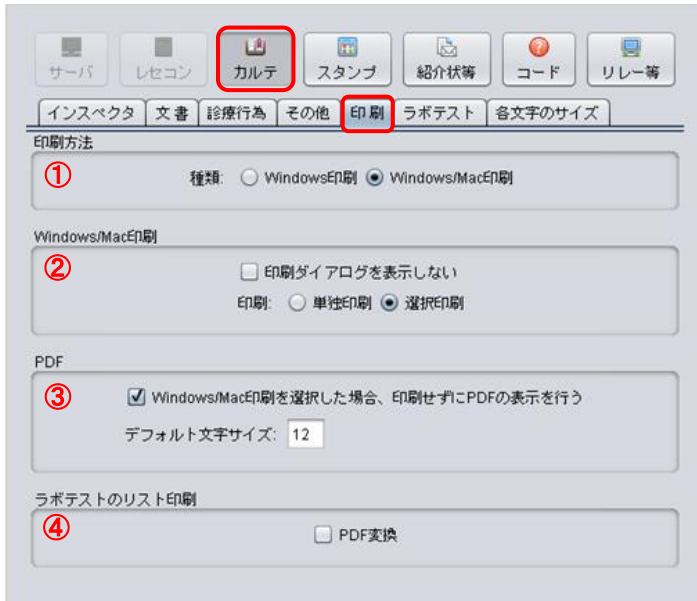 サーバ レセコン カルテ スタンプ 紹介状等 コード リレー等
インスペクタ 文書 診療行為 その他 印刷 ラボテスト 各文字のサイズ
印刷方法
① 種類: Windows印刷 Windows/Mac印刷
Windows/Mac印刷
② 印刷ダイアログを表示しない
印刷: 単独印刷 選択印刷
PDF
③ Windows/Mac印刷を選択した場合、印刷せずにPDFの表示を行う
デフォルト文字サイズ: 12
ラボテストのリスト印刷
④ PDF変換